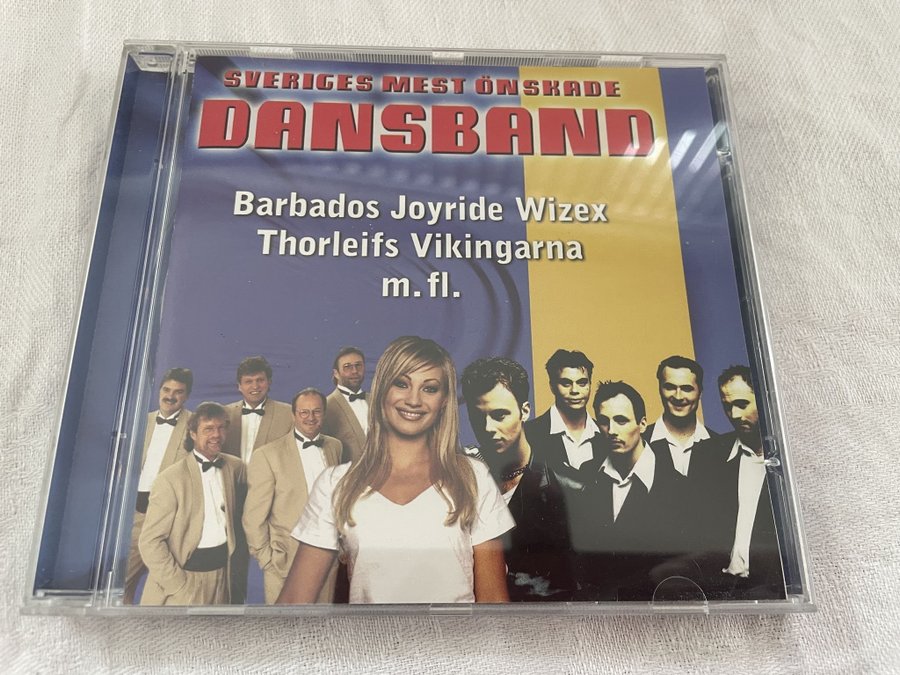 SVERIGES MEST ÖNSKADE
DANSBAND
Barbados Joyride Wizex
Thorleifs Vikingarna
m. fl.